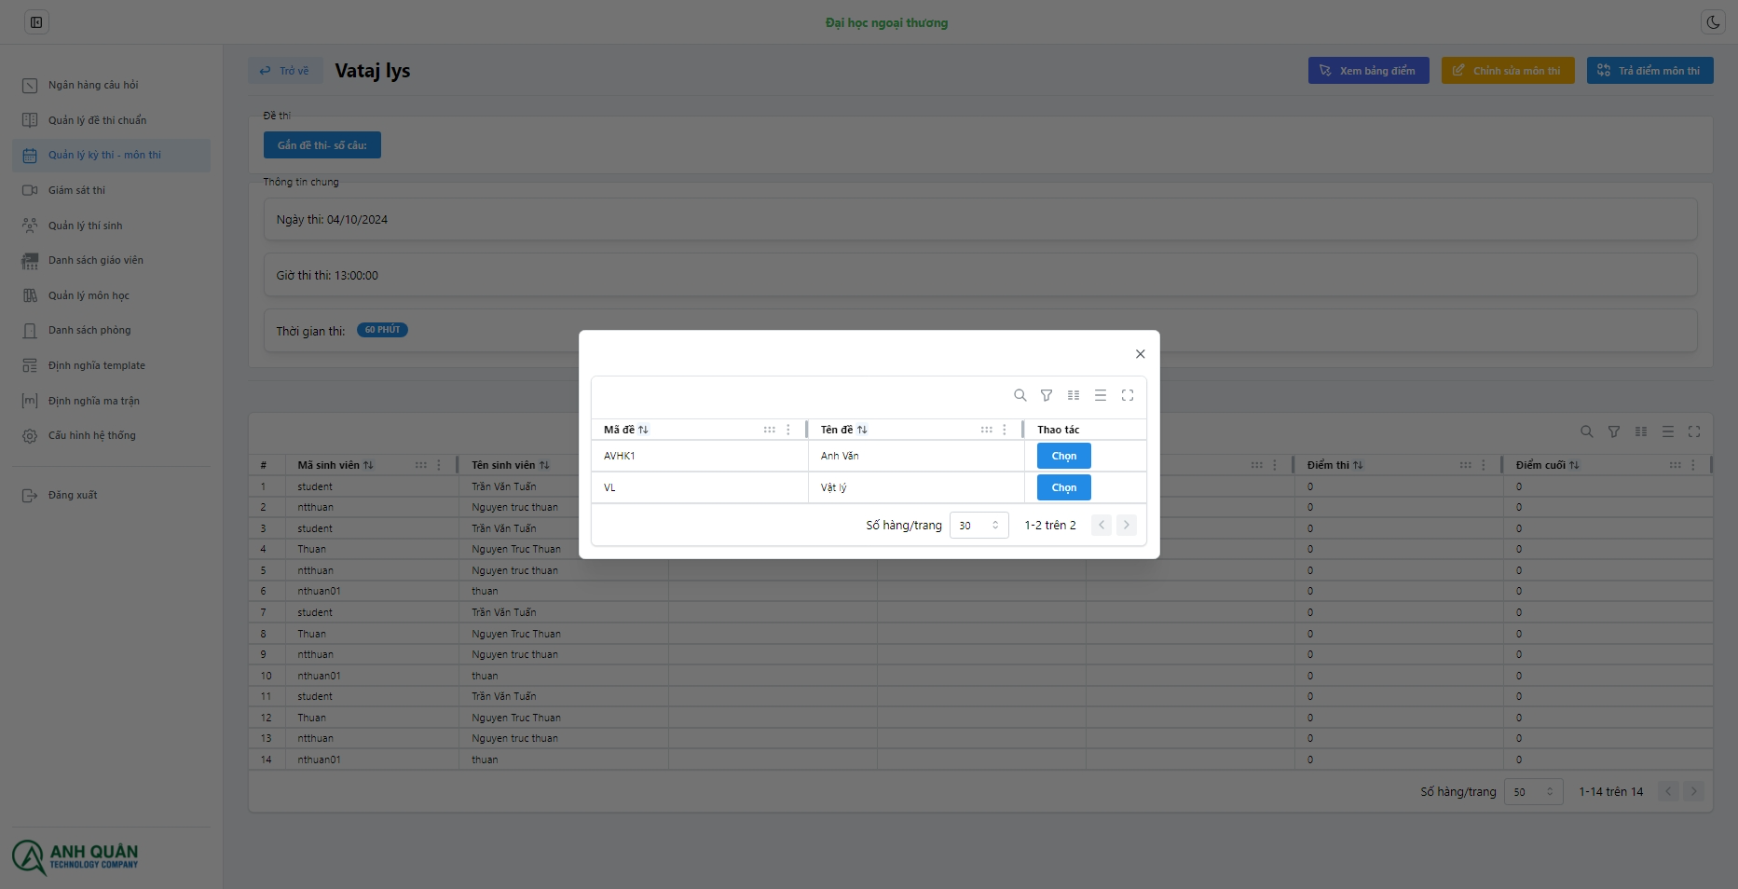 Đại học ngoại thương
Ngân hàng câu hỏi
Quản lý đề thi chuẩn
Quản lý kỳ thi - môn thi
Giám sát thi
Quản lý thí sinh
Danh sách giáo viên
Quản lý môn học
Danh sách phòng
Định nghĩa template
Định nghĩa ma trận
Cấu hình hệ thống
Đăng xuất
ANH QUÂN
TECHNOLOGY COMPANY
Trở về Vataj lys Xem bảng điểm Chỉnh sửa môn thi Trả điểm môn thi
Đề thi
Gắn đề thi- số câu:
Thông tin chung
Ngày thi: 04/10/2024
Giờ thi thi: 13:00:00
Thời gian thi: 60 PHÚT
Mã đề Tên đề Thao tác
AVHK1 Anh Văn Chọn
VL Vật lý Chọn
Số hàng/trang 30 1-2 trên 2
# Mã sinh viên Tên sinh viên Điểm thi Điểm cuối
1 student Trần Văn Tuấn 0 0
2 ntthuan Nguyen truc thuan 0 0
3 student Trần Văn Tuấn 0 0
4 Thuan Nguyen Truc Thuan 0 0
5 ntthuan Nguyen truc thuan 0 0
6 nthuan01 thuan 0 0
7 student Trần Văn Tuấn 0 0
8 Thuan Nguyen Truc Thuan 0 0
9 ntthuan Nguyen truc thuan 0 0
10 nthuan01 thuan 0 0
11 student Trần Văn Tuấn 0 0
12 Thuan Nguyen Truc Thuan 0 0
13 ntthuan Nguyen truc thuan 0 0
14 nthuan01 thuan 0 0
Số hàng/trang 50 1-14 trên 14